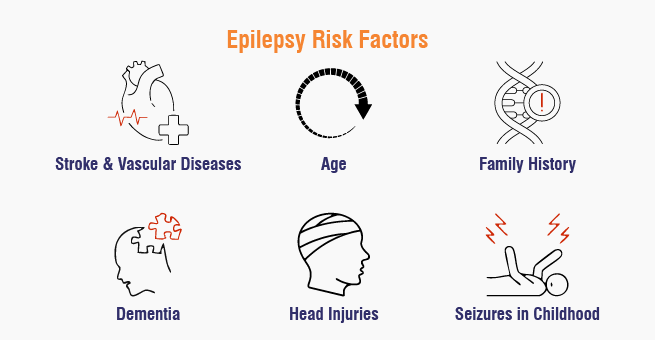 Epilepsy Risk Factors
Stroke & Vascular Diseases
Age
Family History
Dementia
Head Injuries
Seizures in Childhood